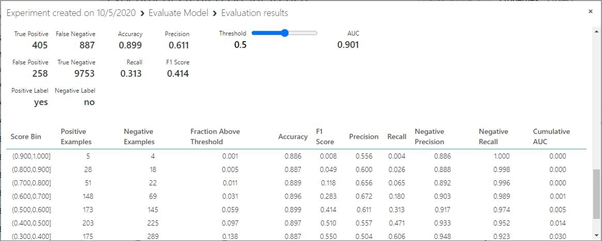 Experiment created on 10/5/2020 > Evaluate Model > Evaluation results ×
True Positive False Negative Accuracy Precision Threshold AUC
405 887 0.899 0.611 0.5 0.901
False Positive True Negative Recall F1 Score
258 9753 0.313 0.414
Positive Label Negative Label
yes no
Score Bin Positive Examples Negative Examples Fraction Above Threshold Accuracy F1 Score Precision Recall Negative Precision Negative Recall Cumulative AUC
(0.900,1.000] 5 4 0.001 0.886 0.008 0.556 0.004 0.886 1.000 0.000
(0.800,0.900] 28 18 0.005 0.887 0.049 0.600 0.026 0.888 0.998 0.000
(0.700,0.800] 51 22 0.011 0.889 0.118 0.656 0.065 0.892 0.996 0.000
(0.600,0.700] 148 69 0.031 0.896 0.283 0.672 0.180 0.903 0.989 0.001
(0.500,0.600] 173 145 0.059 0.899 0.414 0.611 0.313 0.917 0.974 0.005
(0.400,0.500] 203 225 0.097 0.897 0.510 0.557 0.471 0.933 0.952 0.014
(0.300,0.400] 175 289 0.138 0.887 0.550 0.504 0.606 0.948 0.923 0.030